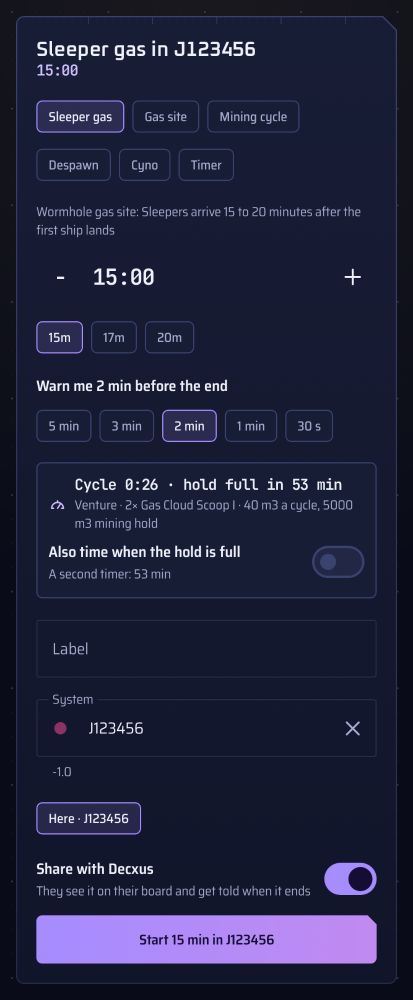 Sleeper gas in J123456
15:00
Sleeper gas
Gas site
Mining cycle
Despawn
Cyno
Timer
Wormhole gas site: Sleepers arrive 15 to 20 minutes after the
first ship lands
- 15:00 +
15m
17m
20m
Warn me 2 min before the end
5 min
3 min
2 min
1 min
30 s
Cycle 0:26 · hold full in 53 min
Venture · 2× Gas Cloud Scoop I · 40 m3 a cycle, 5000
m3 mining hold
Also time when the hold is full
A second timer: 53 min
Label
System
J123456
-1.0
Here · J123456
Share with Decxus
They see it on their board and get told when it ends
Start 15 min in J123456